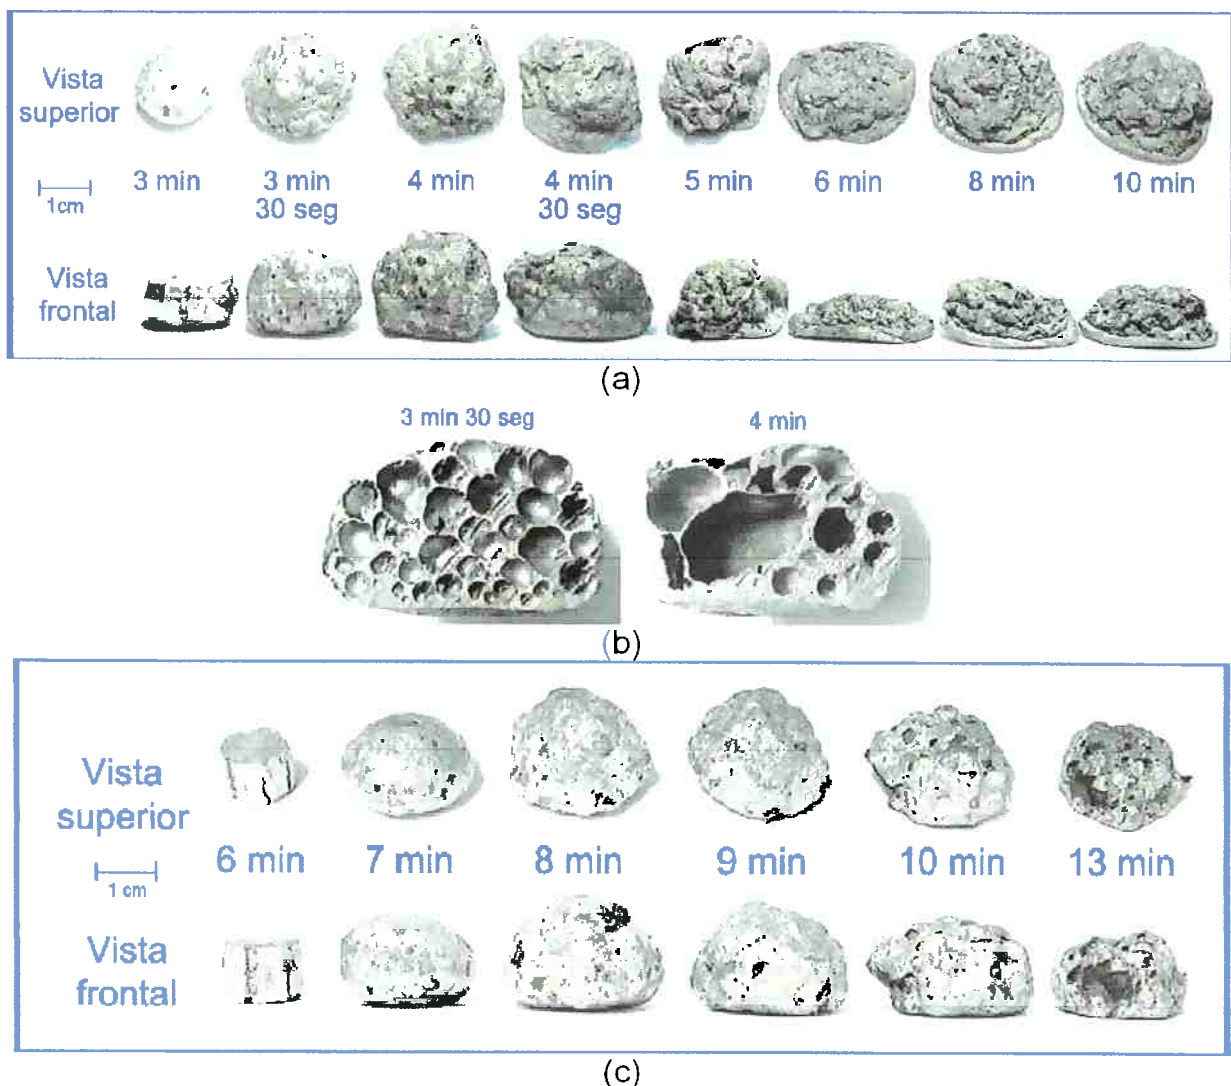 Vista
superior
3 min
3 min
30 seg
4 min
4 min
30 seg
5 min
6 min
8 min
10 min
1cm
Vista
frontal
(a)
3 min 30 seg
4 min
(b)
Vista
superior
6 min
7 min
8 min
9 min
10 min
13 min
1 cm
Vista
frontal
(c)